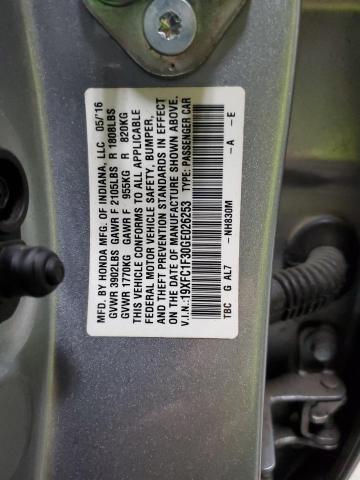 MFD. BY HONDA MFG. OF INDIANA, LLC 05/'16
GVWR 3902LBS GAWR F 2105LBS R 1808LBS
GVWR 1770KG GAWR F 955KG R 820KG
THIS VEHICLE CONFORMS TO ALL APPLICABLE
FEDERAL MOTOR VEHICLE SAFETY, BUMPER,
AND THEFT PREVENTION STANDARDS IN EFFECT
ON THE DATE OF MANUFACTURE SHOWN ABOVE.
V.I.N.:19XFC1F30GE026253 TYPE: PASSENGER CAR
TBC G AL7 -NH830M -A -E